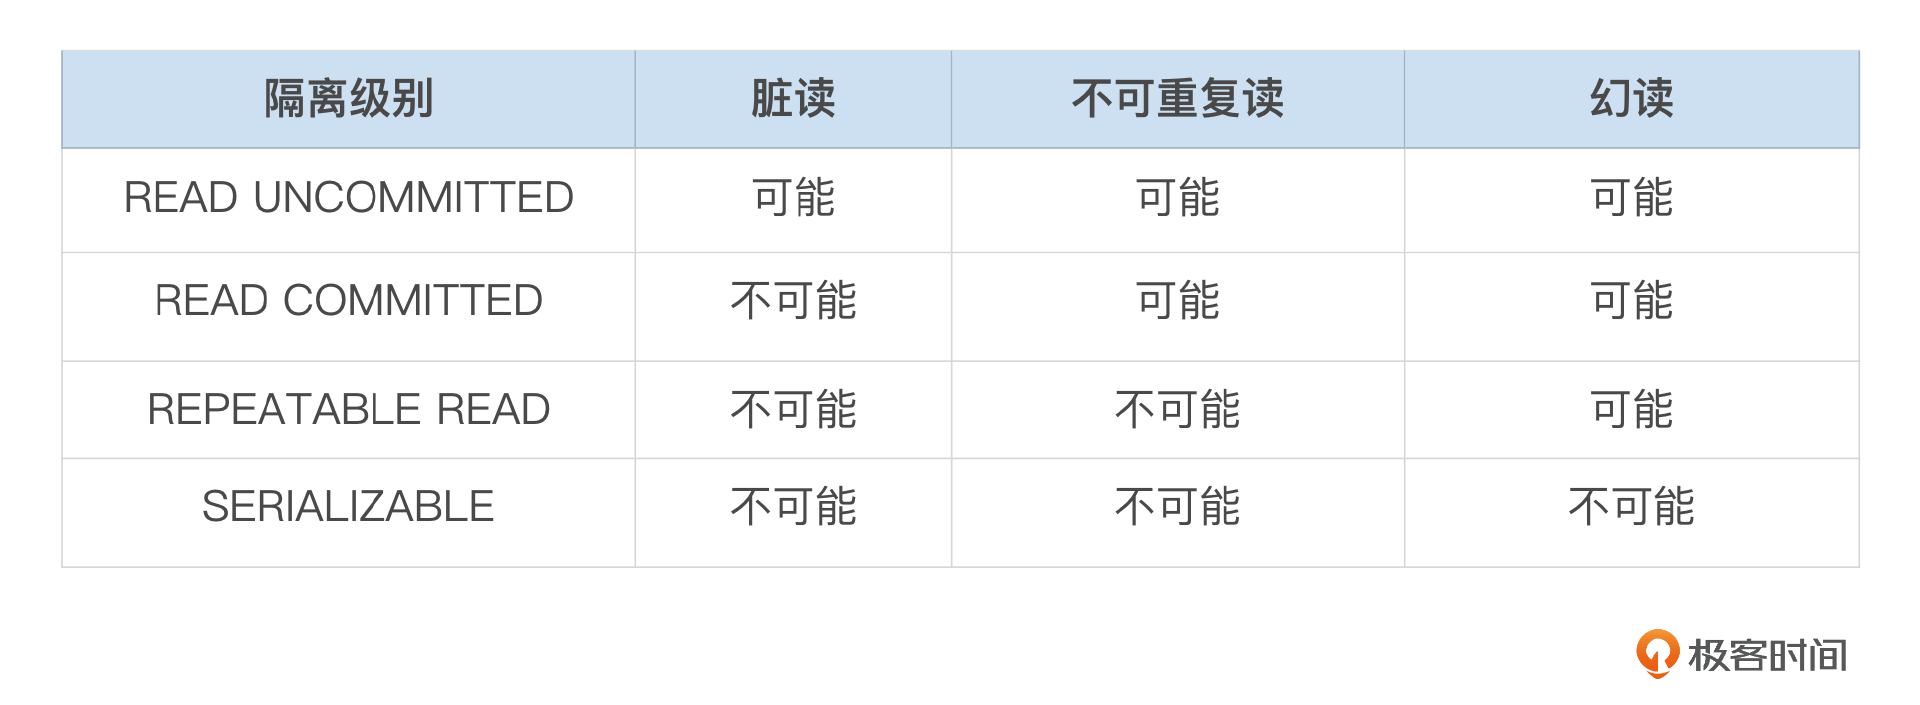 隔离级别 脏读 不可重复读 幻读
READ UNCOMMITTED 可能 可能 可能
READ COMMITTED 不可能 可能 可能
REPEATABLE READ 不可能 不可能 可能
SERIALIZABLE 不可能 不可能 不可能
极客时间